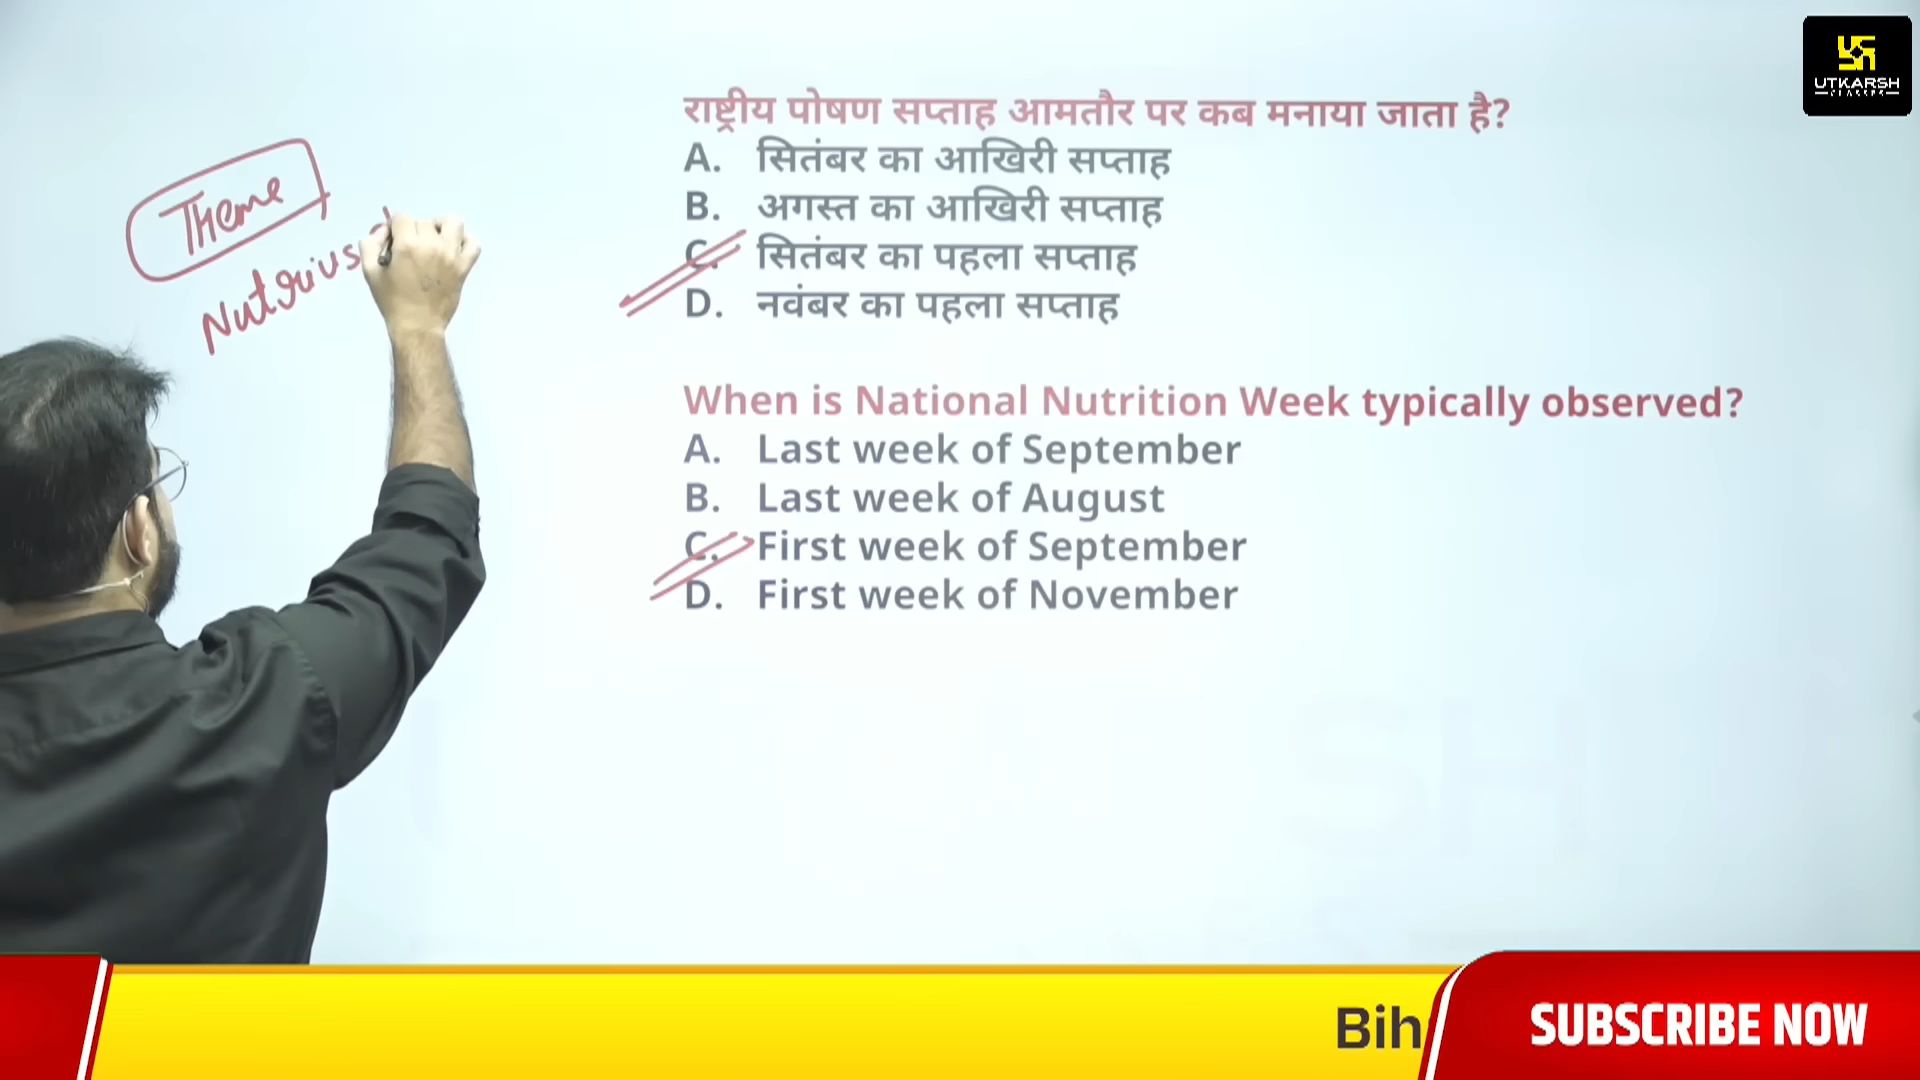 UTKARSH
CLASSES
राष्ट्रीय पोषण सप्ताह आमतौर पर कब मनाया जाता है?
A. सितंबर का आखिरी सप्ताह
B. अगस्त का आखिरी सप्ताह
C. सितंबर का पहला सप्ताह
D. नवंबर का पहला सप्ताह
Theme
When is National Nutrition Week typically observed?
A. Last week of September
B. Last week of August
C. First week of September
D. First week of November
SUBSCRIBE NOW